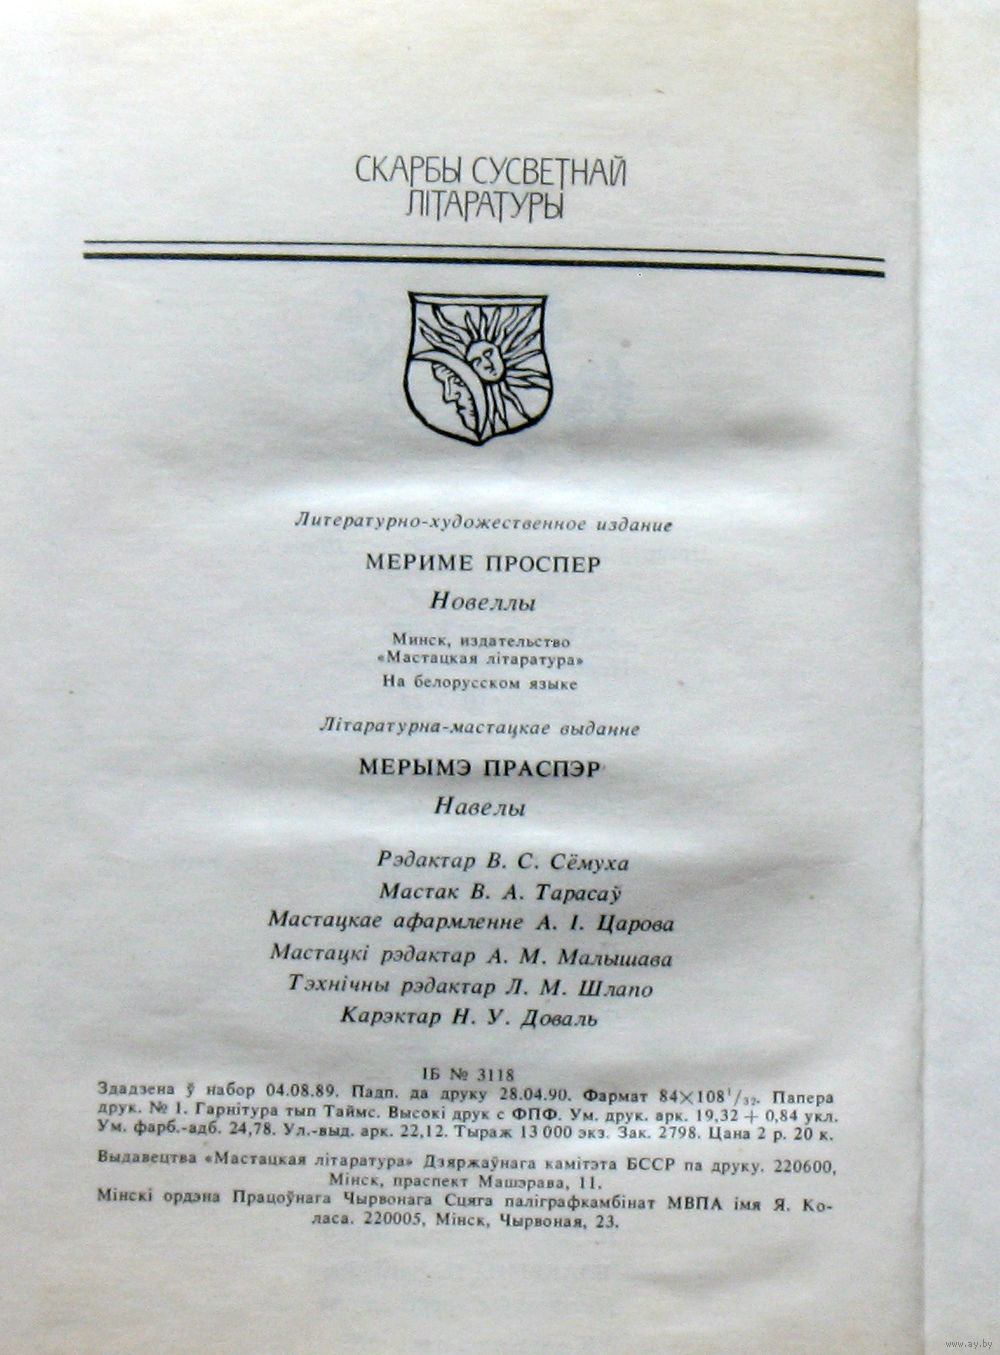 СКАРБЫ СУСВЕТНАЙ
ЛІТАРАТУРЫ
Литературно-художественное издание
МЕРИМЕ ПРОСПЕР
Новеллы
Минск, издательство
«Мастацкая літаратура»
На белорусском языке
Літаратурна-мастацкае выданне
МЕРЫМЭ ПРАСПЭР
Навелы
Рэдактар В. С. Сёмуха
Мастак В. А. Тарасаў
Мастацкае афармленне А. І. Царова
Мастацкі рэдактар А. М. Малышава
Тэхнічны рэдактар Л. М. Шлапо
Карэктар Н. У. Доваль
ІБ № 3118
Здадзена ў набор 04.08.89. Падп. да друку 28.04.90. Фармат 84×108¹/₃₂. Папера
друк. № 1. Гарнітура тып Таймс. Высокі друк с ФПФ. Ум. друк. арк. 19,32 + 0,84 укл.
Ум. фарб.-адб. 24,78. Ул.-выд. арк. 22,12. Тыраж 13 000 экз. Зак. 2798. Цана 2 р. 20 к.
Выдавецтва «Мастацкая літаратура» Дзяржаўнага камітэта БССР па друку. 220600,
Мінск, праспект Машэрава, 11.
Мінскі ордэна Працоўнага Чырвонага Сцяга паліграфкамбінат МВПА імя Я. Ко-
ласа. 220005, Мінск, Чырвоная, 23.
www.ay.by